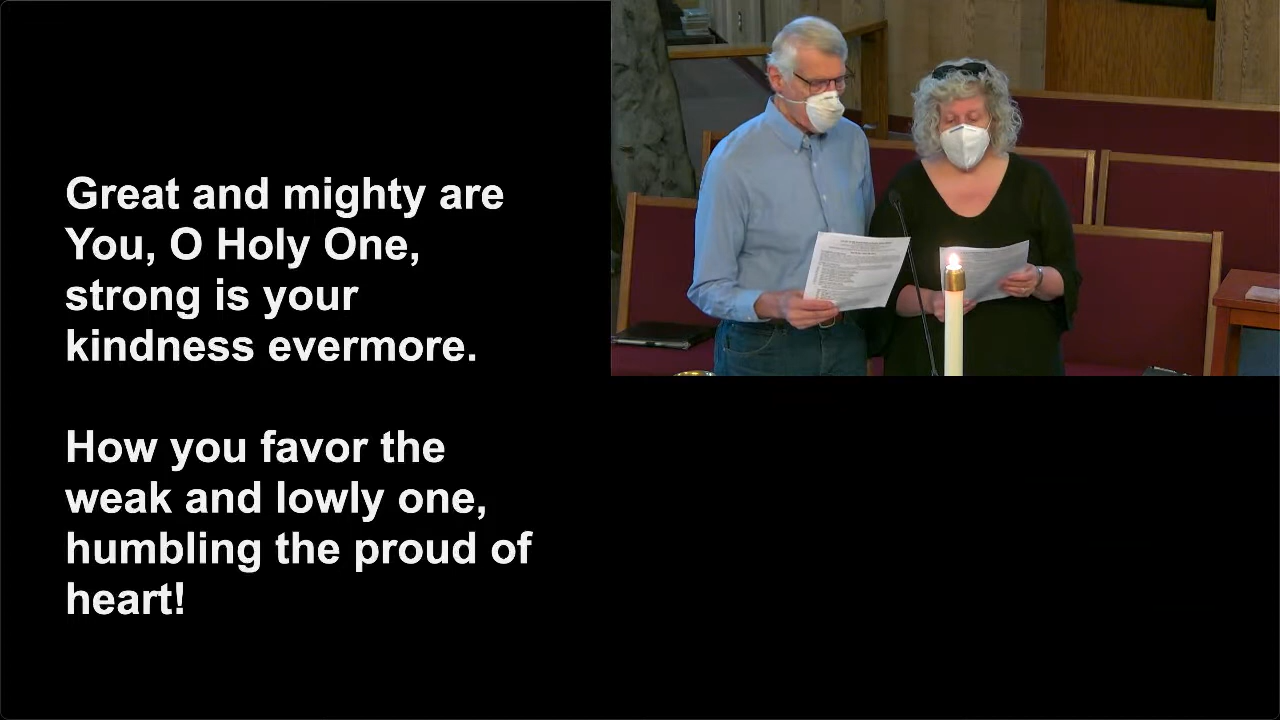 Great and mighty are
You, O Holy One,
strong is your
kindness evermore.
How you favor the
weak and lowly one,
humbling the proud of
heart!